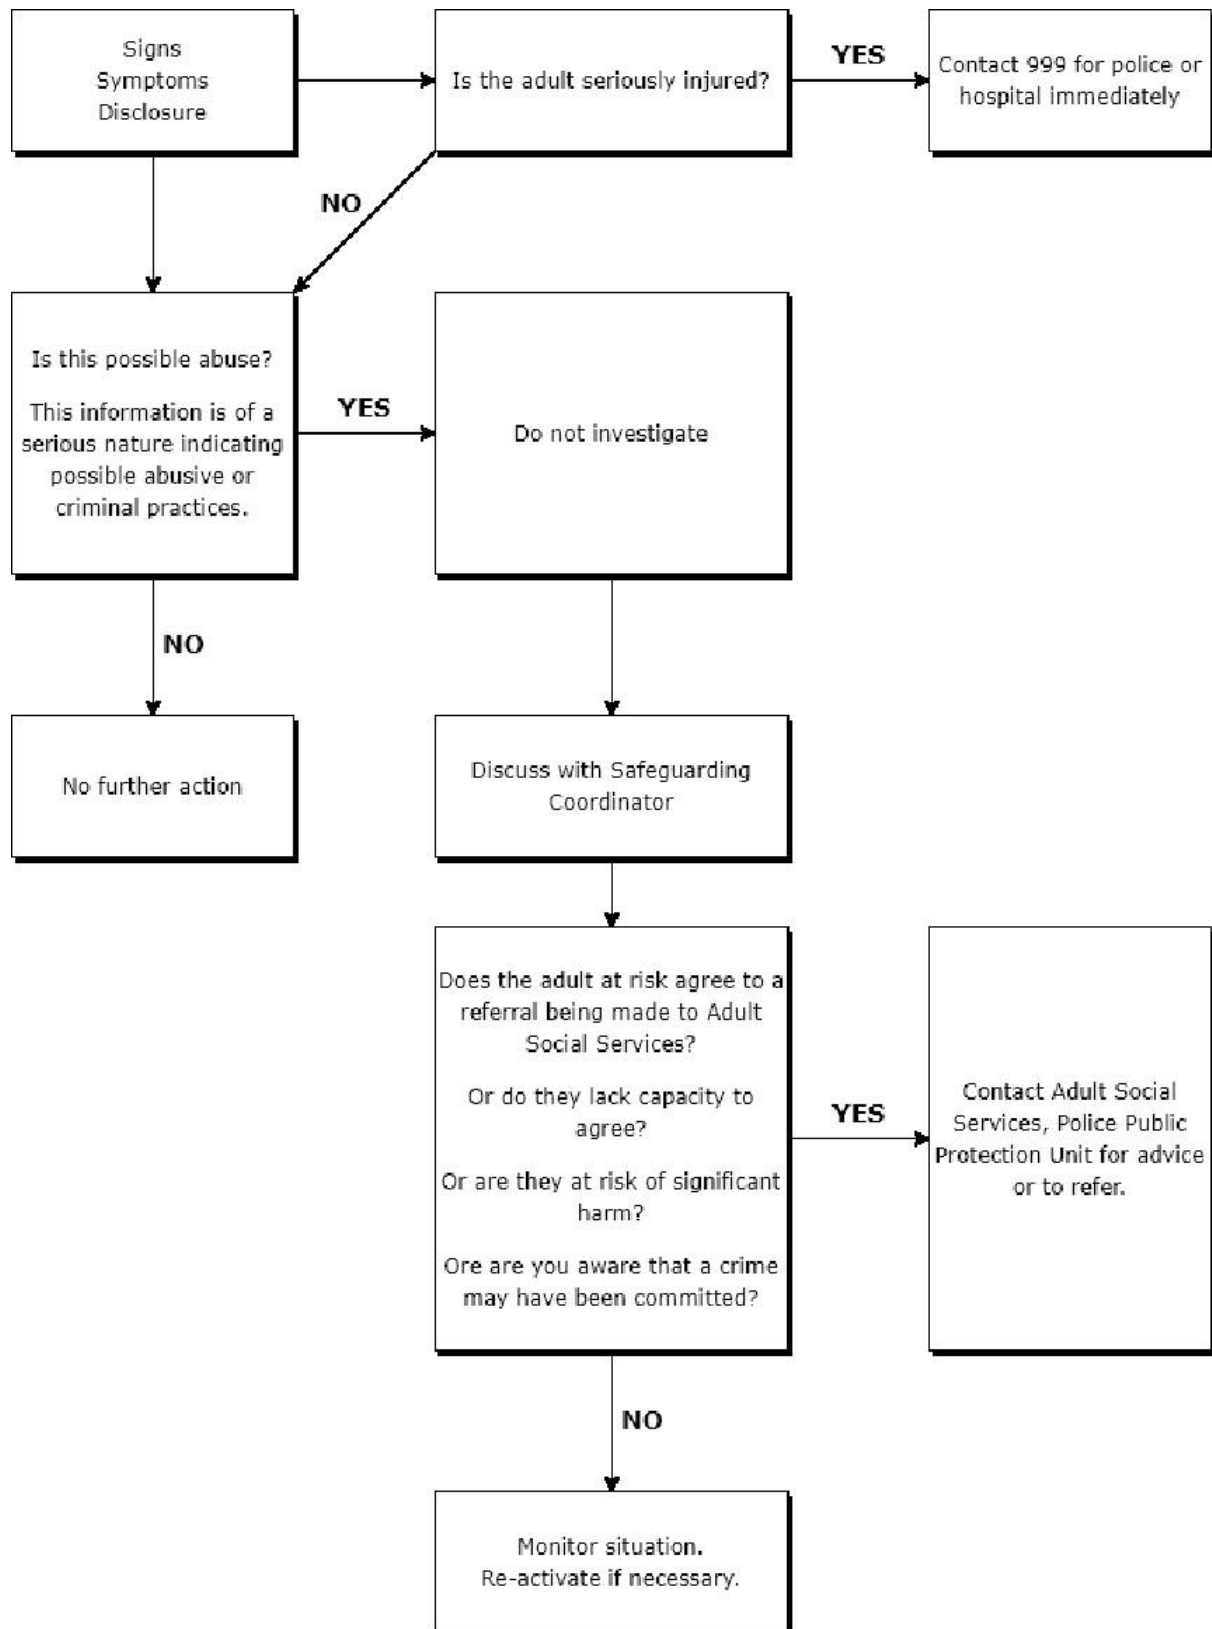 Signs
Symptoms
Disclosure
Is the adult seriously injured?
YES
Contact 999 for police or
hospital immediately
NO
Is this possible abuse?
This information is of a
serious nature indicating
possible abusive or
criminal practices.
YES
Do not investigate
NO
No further action
Discuss with Safeguarding
Coordinator
Does the adult at risk agree to a
referral being made to Adult
Social Services?
Or do they lack capacity to
agree?
Or are they at risk of significant
harm?
Ore are you aware that a crime
may have been committed?
YES
Contact Adult Social
Services, Police Public
Protection Unit for advice
or to refer.
NO
Monitor situation.
Re-activate if necessary.